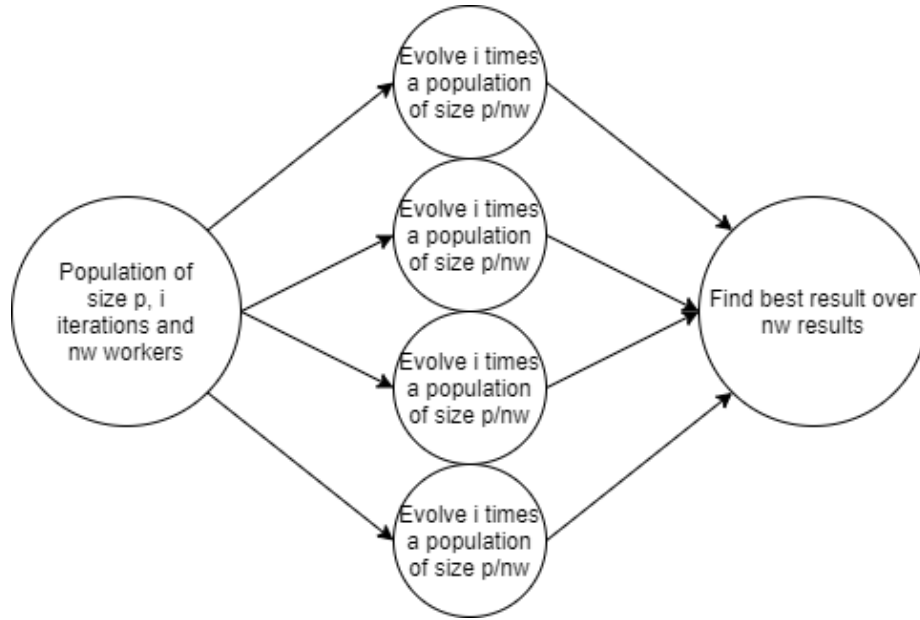 Population of
size p, i
iterations and
nw workers
Evolve i times
a population
of size p/nw
Evolve i times
a population
of size p/nw
Evolve i times
a population
of size p/nw
Evolve i times
a population
of size p/nw
Find best result over
nw results